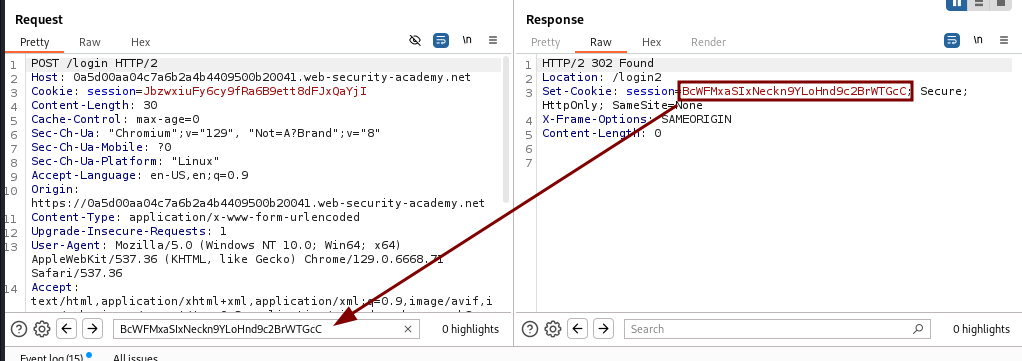 Request
Pretty Raw Hex
\n
1 POST /login HTTP/2
2 Host: 0a5d00aa04c7a6b2a4b4409500b20041.web-security-academy.net
3 Cookie: session=JbzwxiuFy6cy9fRa6B9ett8dFJxQaYjI
4 Content-Length: 30
5 Cache-Control: max-age=0
6 Sec-Ch-Ua: "Chromium";v="129", "Not=A?Brand";v="8"
7 Sec-Ch-Ua-Mobile: ?0
8 Sec-Ch-Ua-Platform: "Linux"
9 Accept-Language: en-US,en;q=0.9
10 Origin:
https://0a5d00aa04c7a6b2a4b4409500b20041.web-security-academy.net
11 Content-Type: application/x-www-form-urlencoded
12 Upgrade-Insecure-Requests: 1
13 User-Agent: Mozilla/5.0 (Windows NT 10.0; Win64; x64)
AppleWebKit/537.36 (KHTML, like Gecko) Chrome/129.0.6668.71
Safari/537.36
14 Accept:
text/html,application/xhtml+xml,application/xml;q=0.9,image/avif,i
BcWFMxaSIxNeckn9YLoHnd9c2BrWTGcC
0 highlights
Response
Pretty Raw Hex Render
\n
1 HTTP/2 302 Found
2 Location: /login2
3 Set-Cookie: session=BcWFMxaSIxNeckn9YLoHnd9c2BrWTGcC; Secure;
HttpOnly; SameSite=None
4 X-Frame-Options: SAMEORIGIN
5 Content-Length: 0
6
7
Search
0 highlights
Event log (15) All issues